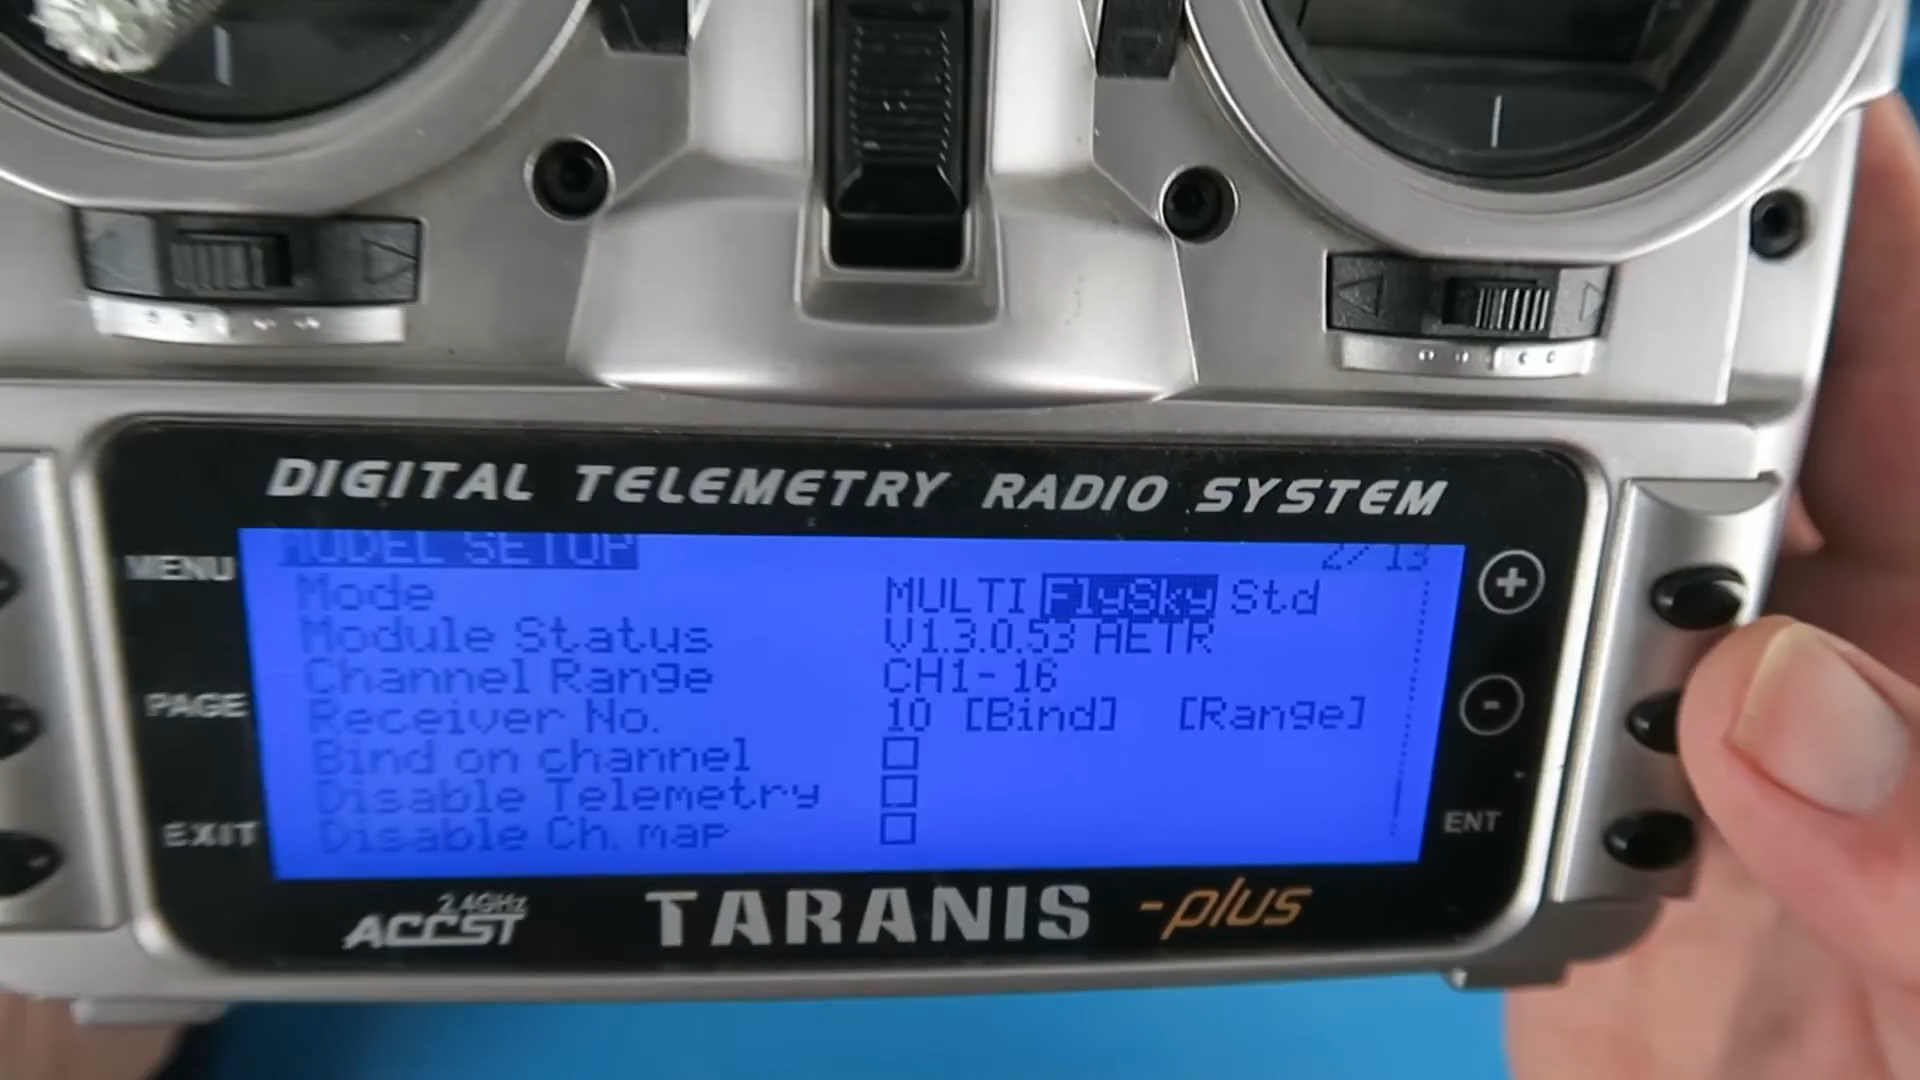 DIGITAL TELEMETRY RADIO SYSTEM
MENU
PAGE
EXIT
MODEL SETUP 2/13
Mode MULTI FlySky Std
Module Status V1.3.0.53 AETR
Channel Range CH1-16
Receiver No. 10 [Bind] [Range]
Bind on channel
Disable Telemetry
Disable Ch. map
+
-
ENT
2.4GHz
ACCST
TARANIS -plus